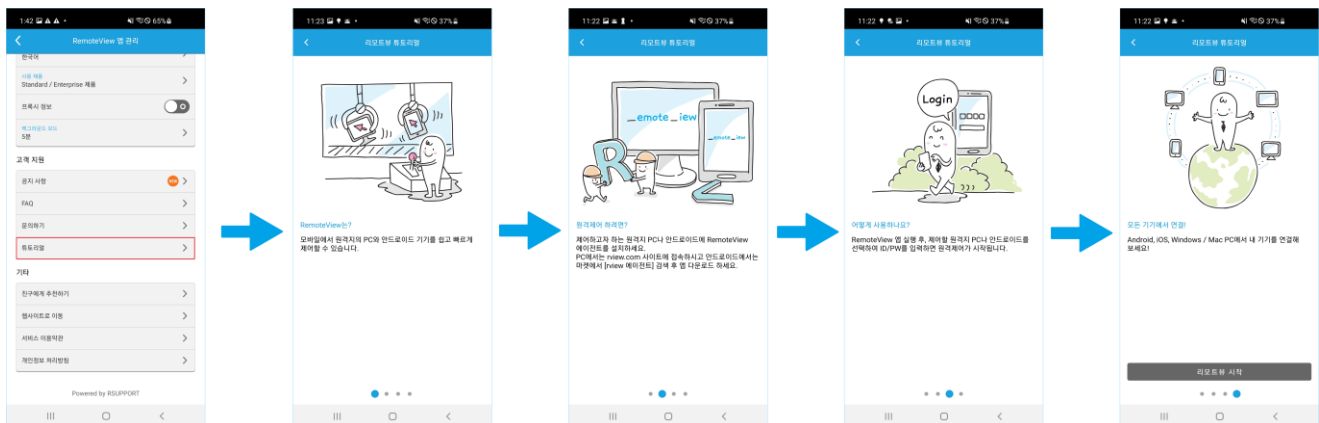 1:42 65%
RemoteView 앱 관리
한국어
사용 제품
Standard / Enterprise 제품
프록시 정보
백그라운드 모드
5분
고객 지원
공지 사항
FAQ
문의하기
튜토리얼
기타
친구에게 추천하기
웹사이트로 이동
서비스 이용약관
개인정보 처리방침
Powered by RSUPPORT
11:23 37%
리모트뷰 튜토리얼
RemoteView는?
모바일에서 원격지의 PC와 안드로이드 기기를 쉽고 빠르게
제어할 수 있습니다.
11:22 37%
리모트뷰 튜토리얼
_emote_iew
_emote_iew
R
원격제어 하려면?
제어하고자 하는 원격지 PC나 안드로이드에 RemoteView
에이전트를 설치하세요.
PC에서는 rview.com 사이트에 접속하시고 안드로이드에서는
마켓에서 [rview 에이전트] 검색 후 앱 다운로드 하세요.
11:22 37%
리모트뷰 튜토리얼
Login
어떻게 사용하나요?
RemoteView 앱 실행 후, 제어할 원격지 PC나 안드로이드를
선택하여 ID/PW를 입력하면 원격제어가 시작됩니다.
11:22 37%
리모트뷰 튜토리얼
모든 기기에서 연결!
Android, iOS, Windows / Mac PC에서 내 기기를 연결해
보세요!
리모트뷰 시작